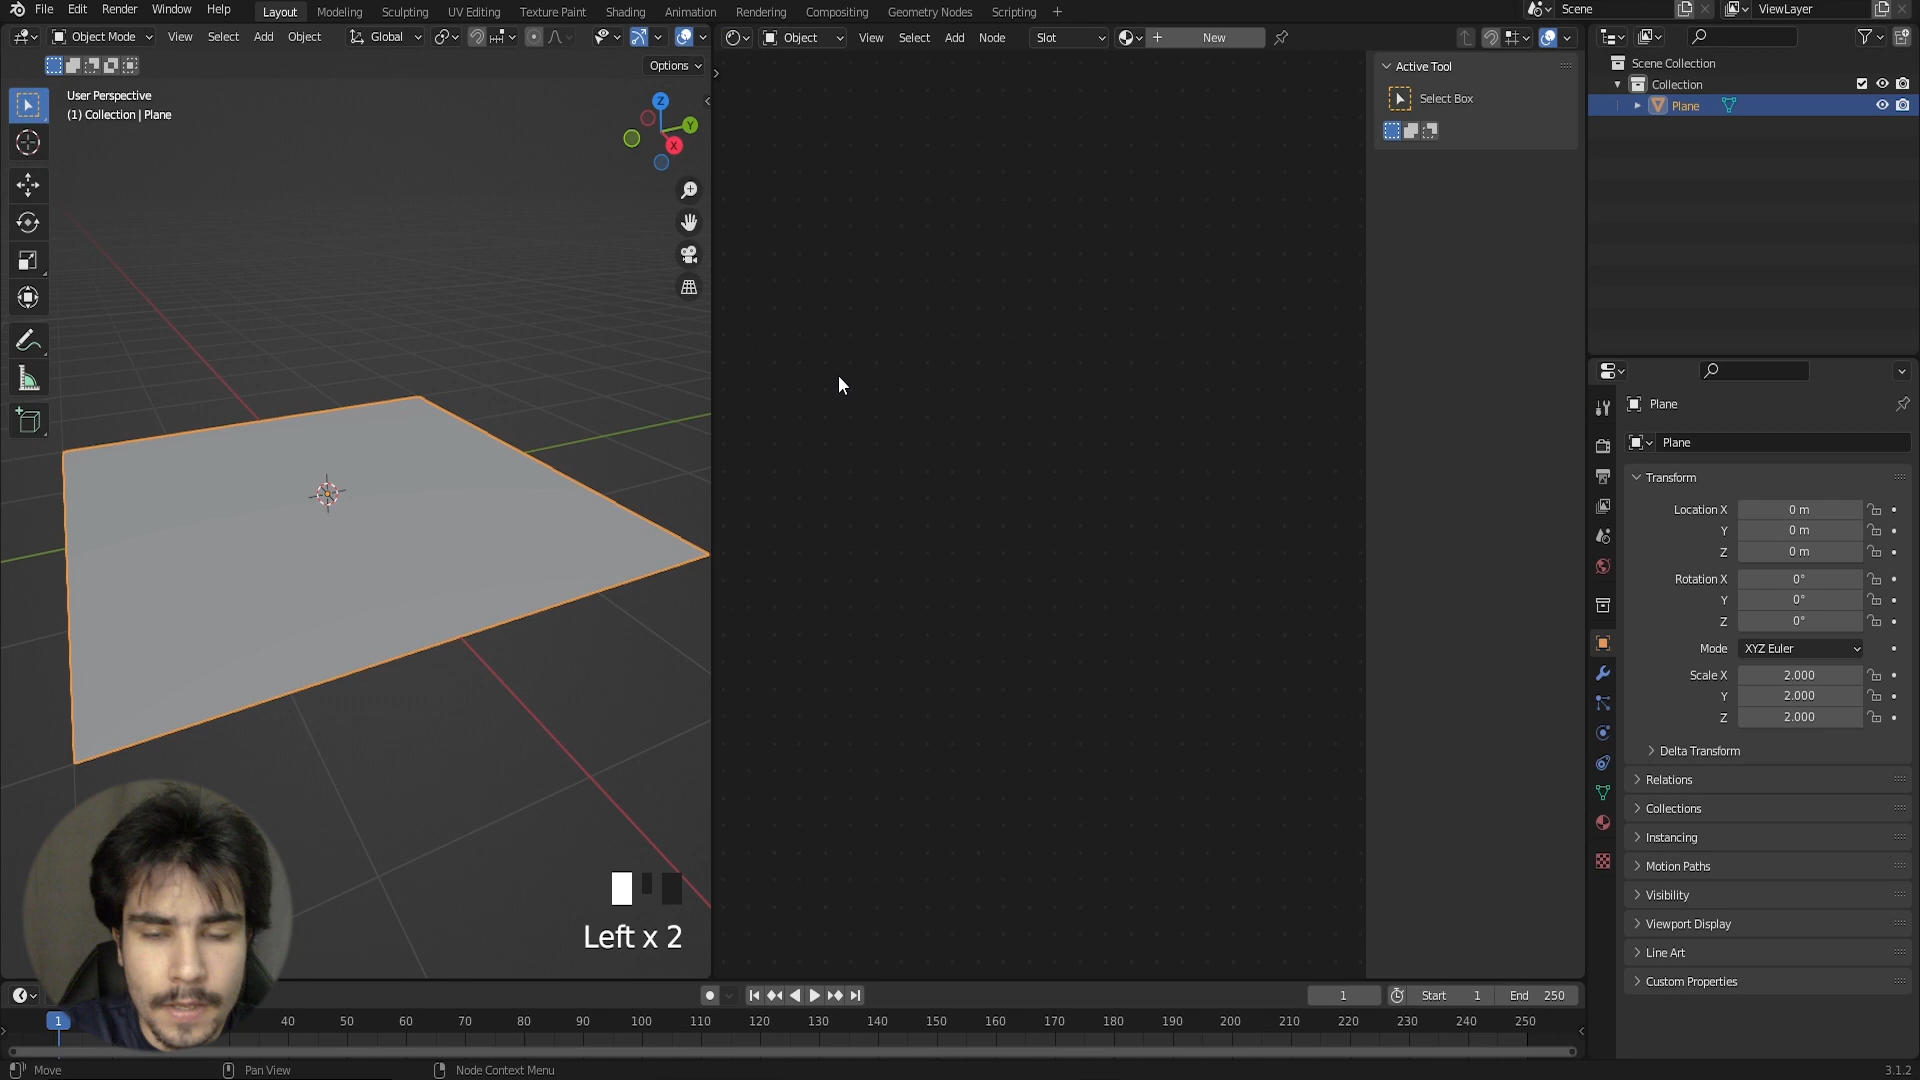 File Edit Render Window Help Layout Modeling Sculpting UV Editing Texture Paint Shading Animation Rendering Compositing Geometry Nodes Scripting + Scene ViewLayer
Object Mode View Select Add Object Global Object View Select Add Node Slot New
Options
User Perspective
(1) Collection | Plane
Z
Y
X
Active Tool
Select Box
Scene Collection
Collection
Plane
Plane
Plane
Transform
Location X 0 m
Y 0 m
Z 0 m
Rotation X 0°
Y 0°
Z 0°
Mode XYZ Euler
Scale X 2.000
Y 2.000
Z 2.000
Delta Transform
Relations
Collections
Instancing
Motion Paths
Visibility
Viewport Display
Line Art
Custom Properties
Left x 2
1 Start 1 End 250
1 40 50 60 70 80 90 100 110 120 130 140 150 160 170 180 190 200 210 220 230 240 250
Move Pan View Node Context Menu 3.1.2